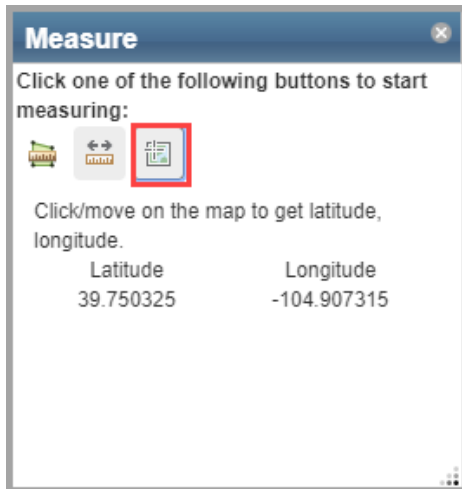 Measure
Click one of the following buttons to start
measuring:
Click/move on the map to get latitude,
longitude.
Latitude Longitude
39.750325 -104.907315